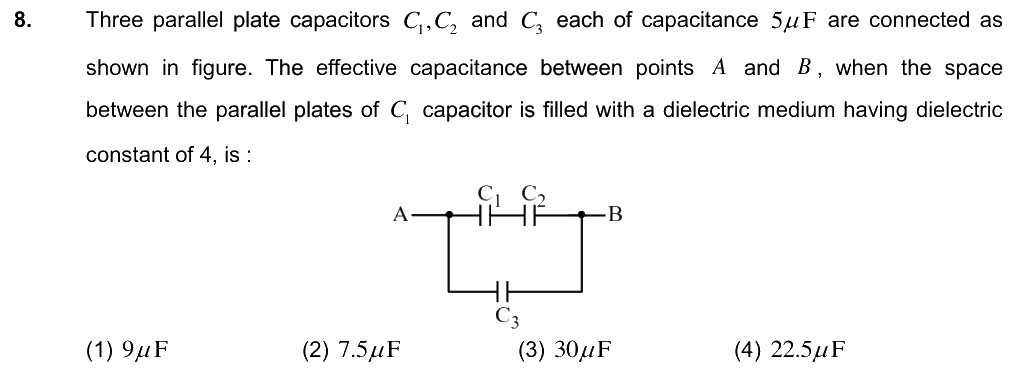 8. Three parallel plate capacitors C₁, C₂ and C₃ each of capacitance 5μF are connected as
shown in figure. The effective capacitance between points A and B, when the space
between the parallel plates of C₁ capacitor is filled with a dielectric medium having dielectric
constant of 4, is :
C₁ C₂
A B
C₃
(1) 9μF (2) 7.5μF (3) 30μF (4) 22.5μF